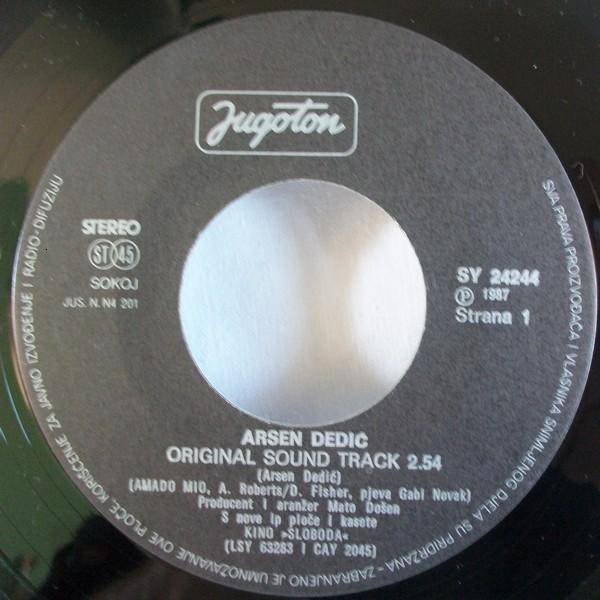 Jugoton
STEREO
ST 45
SOKOJ
JUS. N. N4 201
SY 24244
℗ 1987
Strana 1
ARSEN DEDIĆ
ORIGINAL SOUND TRACK 2.54
(Arsen Dedić)
(AMADO MIO, A. Roberts/D. Fisher, pjeva Gabi Novak)
Producent i aranžer Mato Došen
S nove lp ploče i kasete
KINO »SLOBODA«
(LSY 63283 i CAY 2045)
SVA PRAVA PROIZVOĐAČA I VLASNIKA SNIMLJENOG DJELA SU PRIDRŽANA - ZABRANJENO JE UMNOŽAVANJE OVE PLOČE, KORIŠĆENJE ZA JAVNO IZVOĐENJE I RADIO-DIFUZIJU